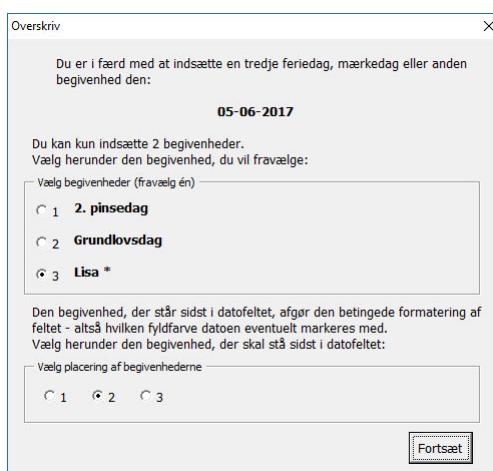 Overskriv
Du er i færd med at indsætte en tredje feriedag, mærkedag eller anden
begivenhed den:
05-06-2017
Du kan kun indsætte 2 begivenheder.
Vælg herunder den begivenhed, du vil fravælge:
Vælg begivenheder (fravælg én)
1 2. pinsedag
2 Grundlovsdag
3 Lisa *
Den begivenhed, der står sidst i datofeltet, afgør den betingede formatering af
feltet - altså hvilken fyldfarve datoen eventuelt markeres med.
Vælg herunder den begivenhed, der skal stå sidst i datofeltet:
Vælg placering af begivenhederne
1 2 3
Fortsæt